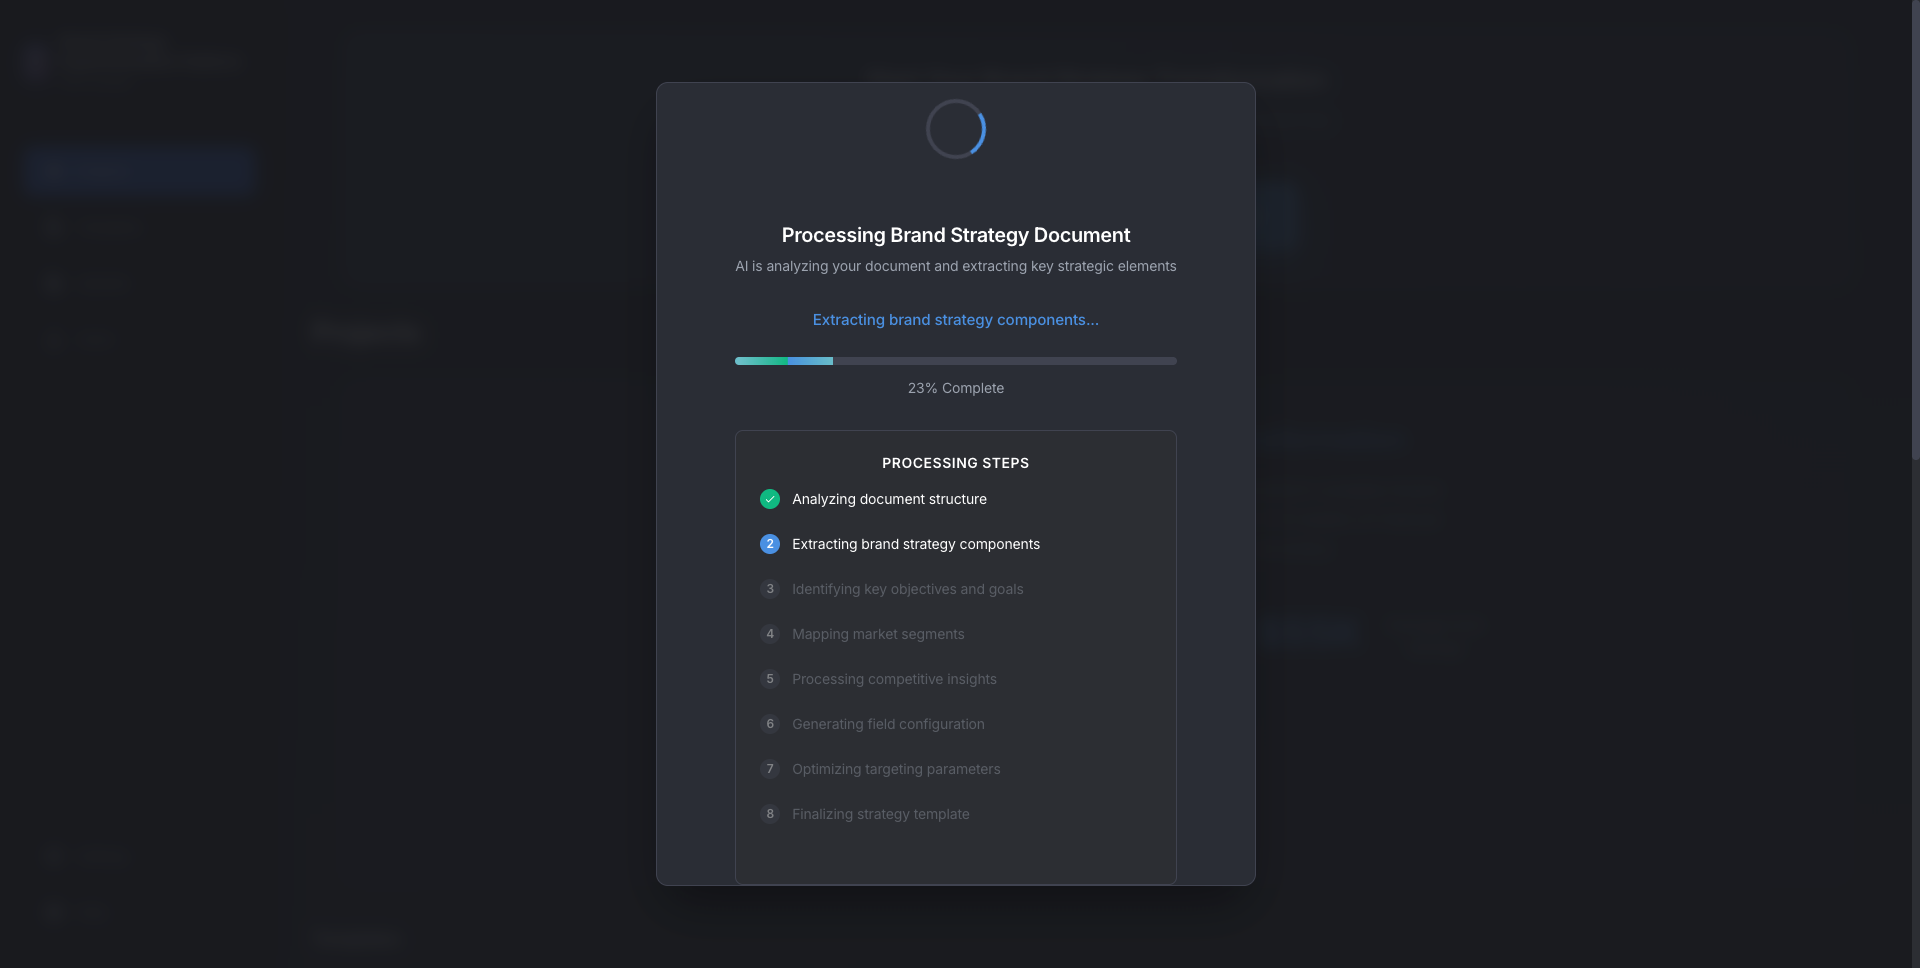 Processing Brand Strategy Document
AI is analyzing your document and extracting key strategic elements
Extracting brand strategy components...
23% Complete
PROCESSING STEPS
Analyzing document structure
2 Extracting brand strategy components
3 Identifying key objectives and goals
4 Mapping market segments
5 Processing competitive insights
6 Generating field configuration
7 Optimizing targeting parameters
8 Finalizing strategy template